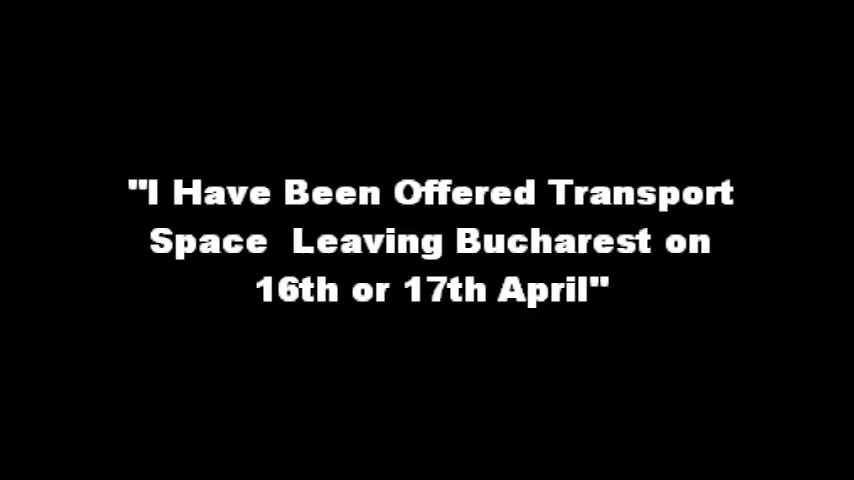 "I Have Been Offered Transport
Space  Leaving Bucharest on
16th or 17th April"